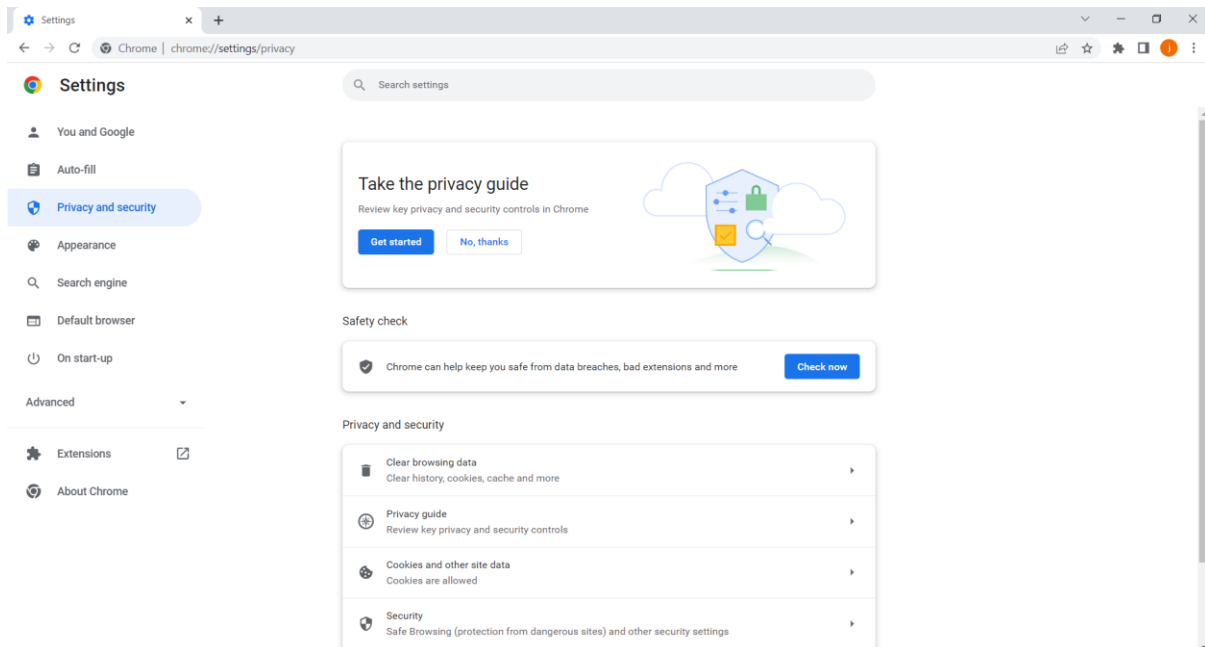 Settings
Chrome | chrome://settings/privacy
j
Settings
Search settings
You and Google
Auto-fill
Privacy and security
Appearance
Search engine
Default browser
On start-up
Advanced
Extensions
About Chrome
Take the privacy guide
Review key privacy and security controls in Chrome
Get started
No, thanks
Safety check
Chrome can help keep you safe from data breaches, bad extensions and more
Check now
Privacy and security
Clear browsing data
Clear history, cookies, cache and more
Privacy guide
Review key privacy and security controls
Cookies and other site data
Cookies are allowed
Security
Safe Browsing (protection from dangerous sites) and other security settings